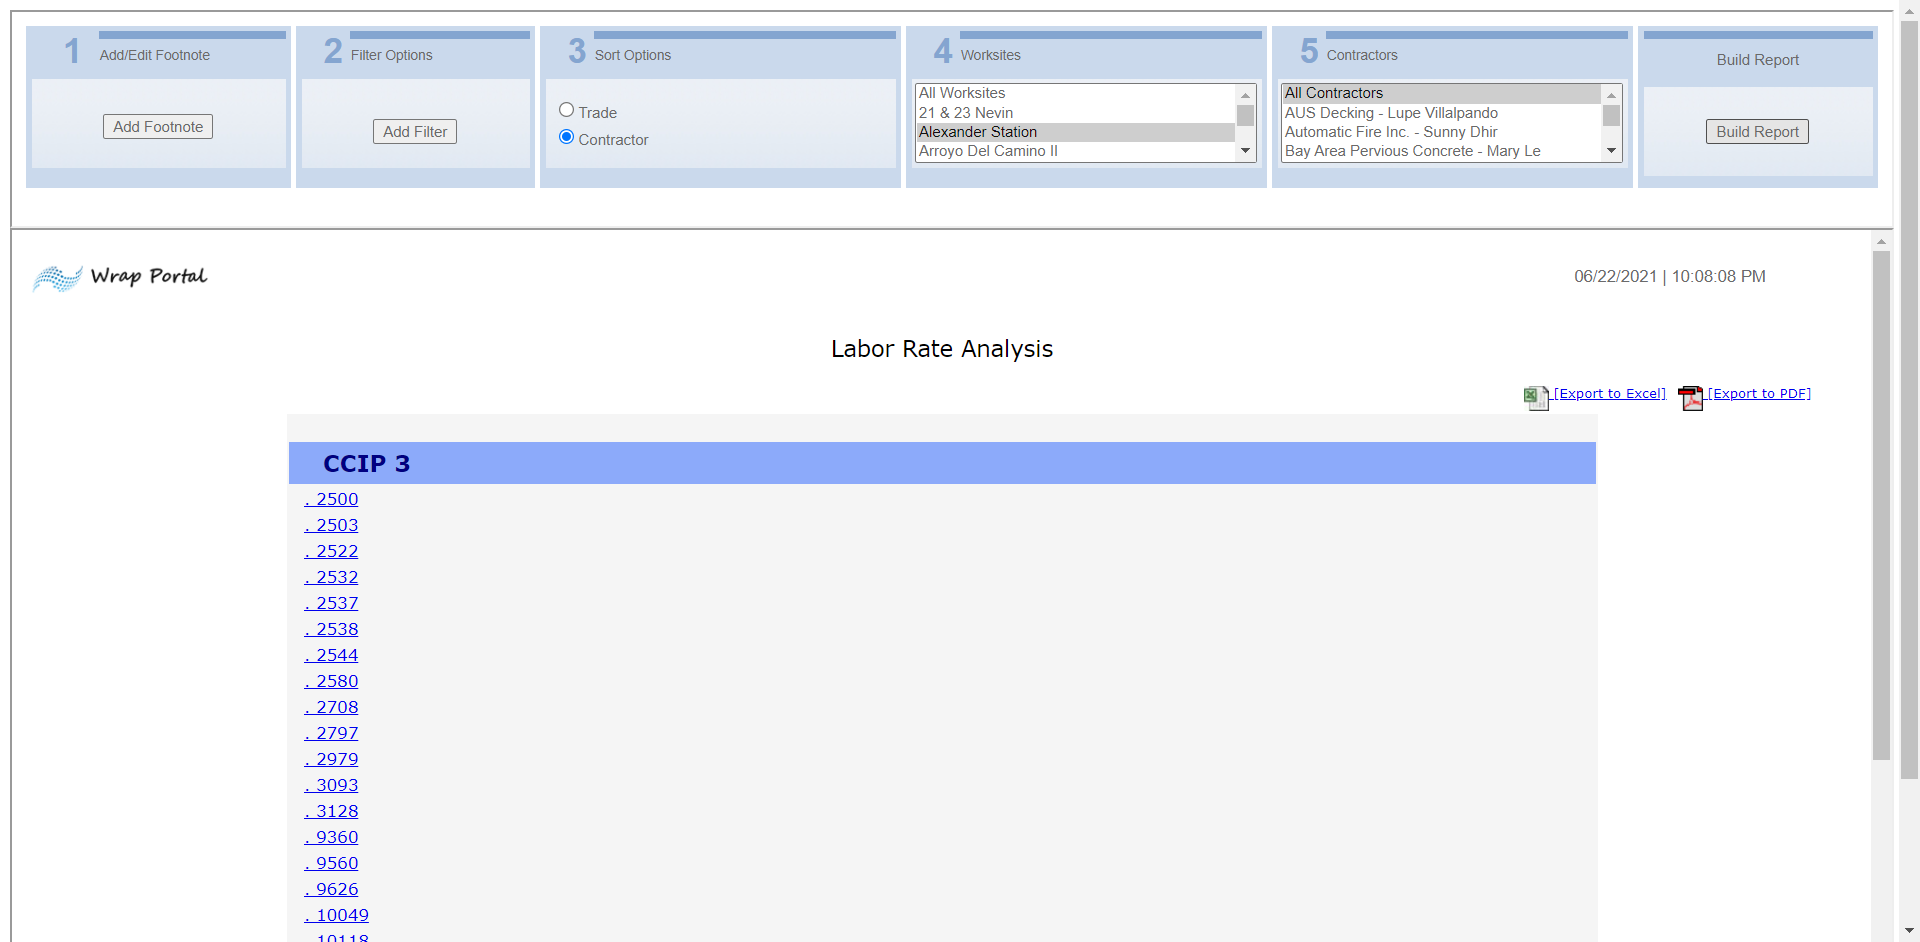 1 Add/Edit Footnote
Add Footnote
2 Filter Options
Add Filter
3 Sort Options
Trade
Contractor
4 Worksites
All Worksites
21 & 23 Nevin
Alexander Station
Arroyo Del Camino II
5 Contractors
All Contractors
AUS Decking - Lupe Villalpando
Automatic Fire Inc. - Sunny Dhir
Bay Area Pervious Concrete - Mary Le
Build Report
Build Report
Wrap Portal
06/22/2021 | 10:08:08 PM
Labor Rate Analysis
[Export to Excel] [Export to PDF]
CCIP 3
. 2500
. 2503
. 2522
. 2532
. 2537
. 2538
. 2544
. 2580
. 2708
. 2797
. 2979
. 3093
. 3128
. 9360
. 9560
. 9626
. 10049
10118